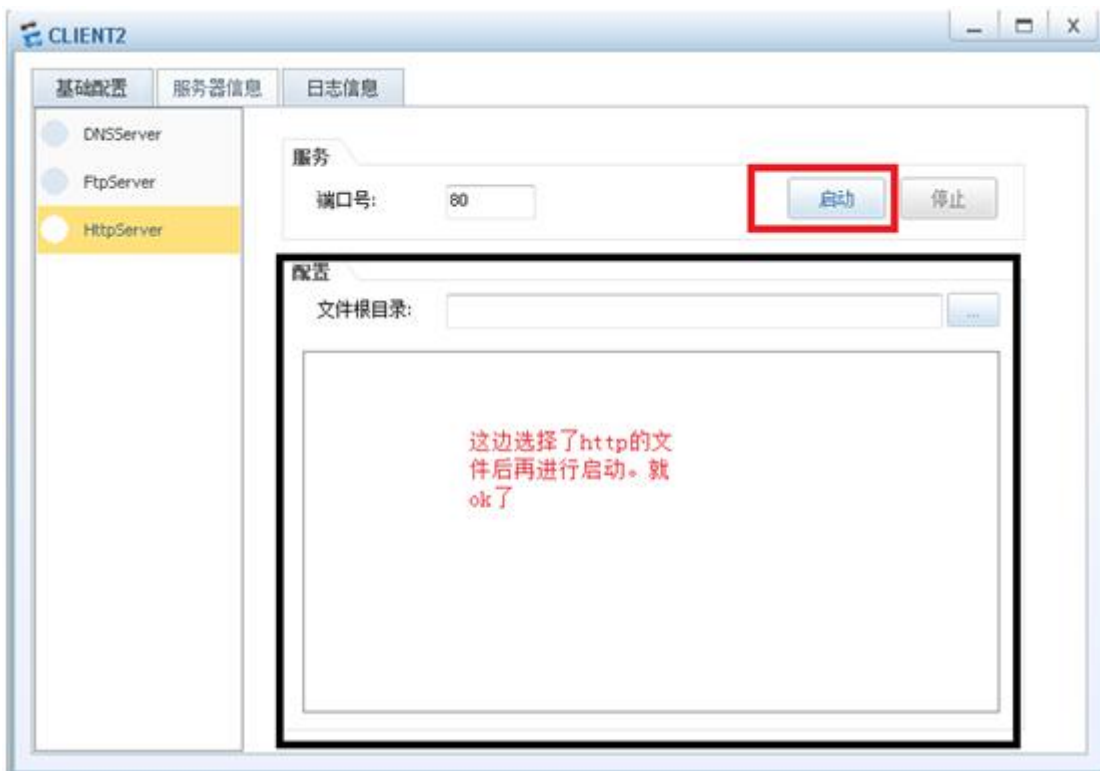 CLIENT2
基础配置 服务器信息 日志信息
DNSServer
FtpServer
HttpServer
服务
端口号: 80 启动 停止
配置
文件根目录: ...
这边选择了http的文
件后再进行启动。就
ok了